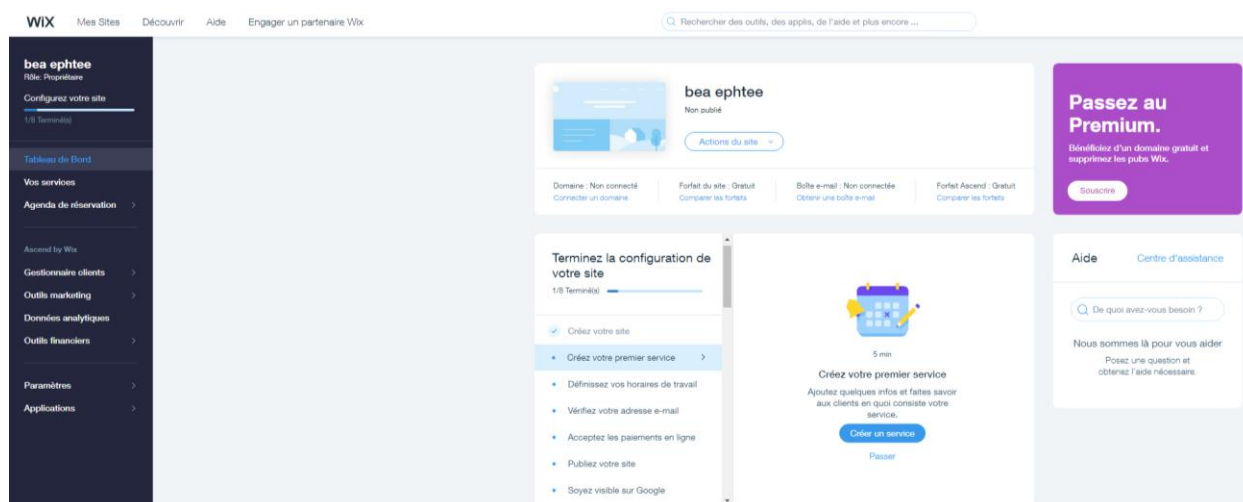 WiX Mes Sites Découvrir Aide Engager un partenaire Wix
Rechercher des outils, des applis, de l'aide et plus encore ...
bea ephtee
Rôle: Propriétaire
Configurez votre site
1/8 Terminé(s)
Tableau de Bord
Vos services
Agenda de réservation
Ascend by Wix
Gestionnaire clients
Outils marketing
Données analytiques
Outils financiers
Paramètres
Applications
bea ephtee
Non publié
Actions du site
Domaine : Non connecté
Connecter un domaine
Forfait du site : Gratuit
Comparer les forfaits
Boîte e-mail : Non connectée
Obtenir une boîte e-mail
Forfait Ascend : Gratuit
Comparer les forfaits
Passez au
Premium.
Bénéficiez d'un domaine gratuit et
supprimez les pubs Wix.
Souscrire
Terminez la configuration de
votre site
1/8 Terminé(s)
Créez votre site
Créez votre premier service
Définissez vos horaires de travail
Vérifiez votre adresse e-mail
Acceptez les paiements en ligne
Publiez votre site
Soyez visible sur Google
5 min
Créez votre premier service
Ajoutez quelques infos et faites savoir
aux clients en quoi consiste votre
service.
Créer un service
Passer
Aide Centre d'assistance
De quoi avez-vous besoin ?
Nous sommes là pour vous aider
Posez une question et
obtenez l'aide nécessaire.